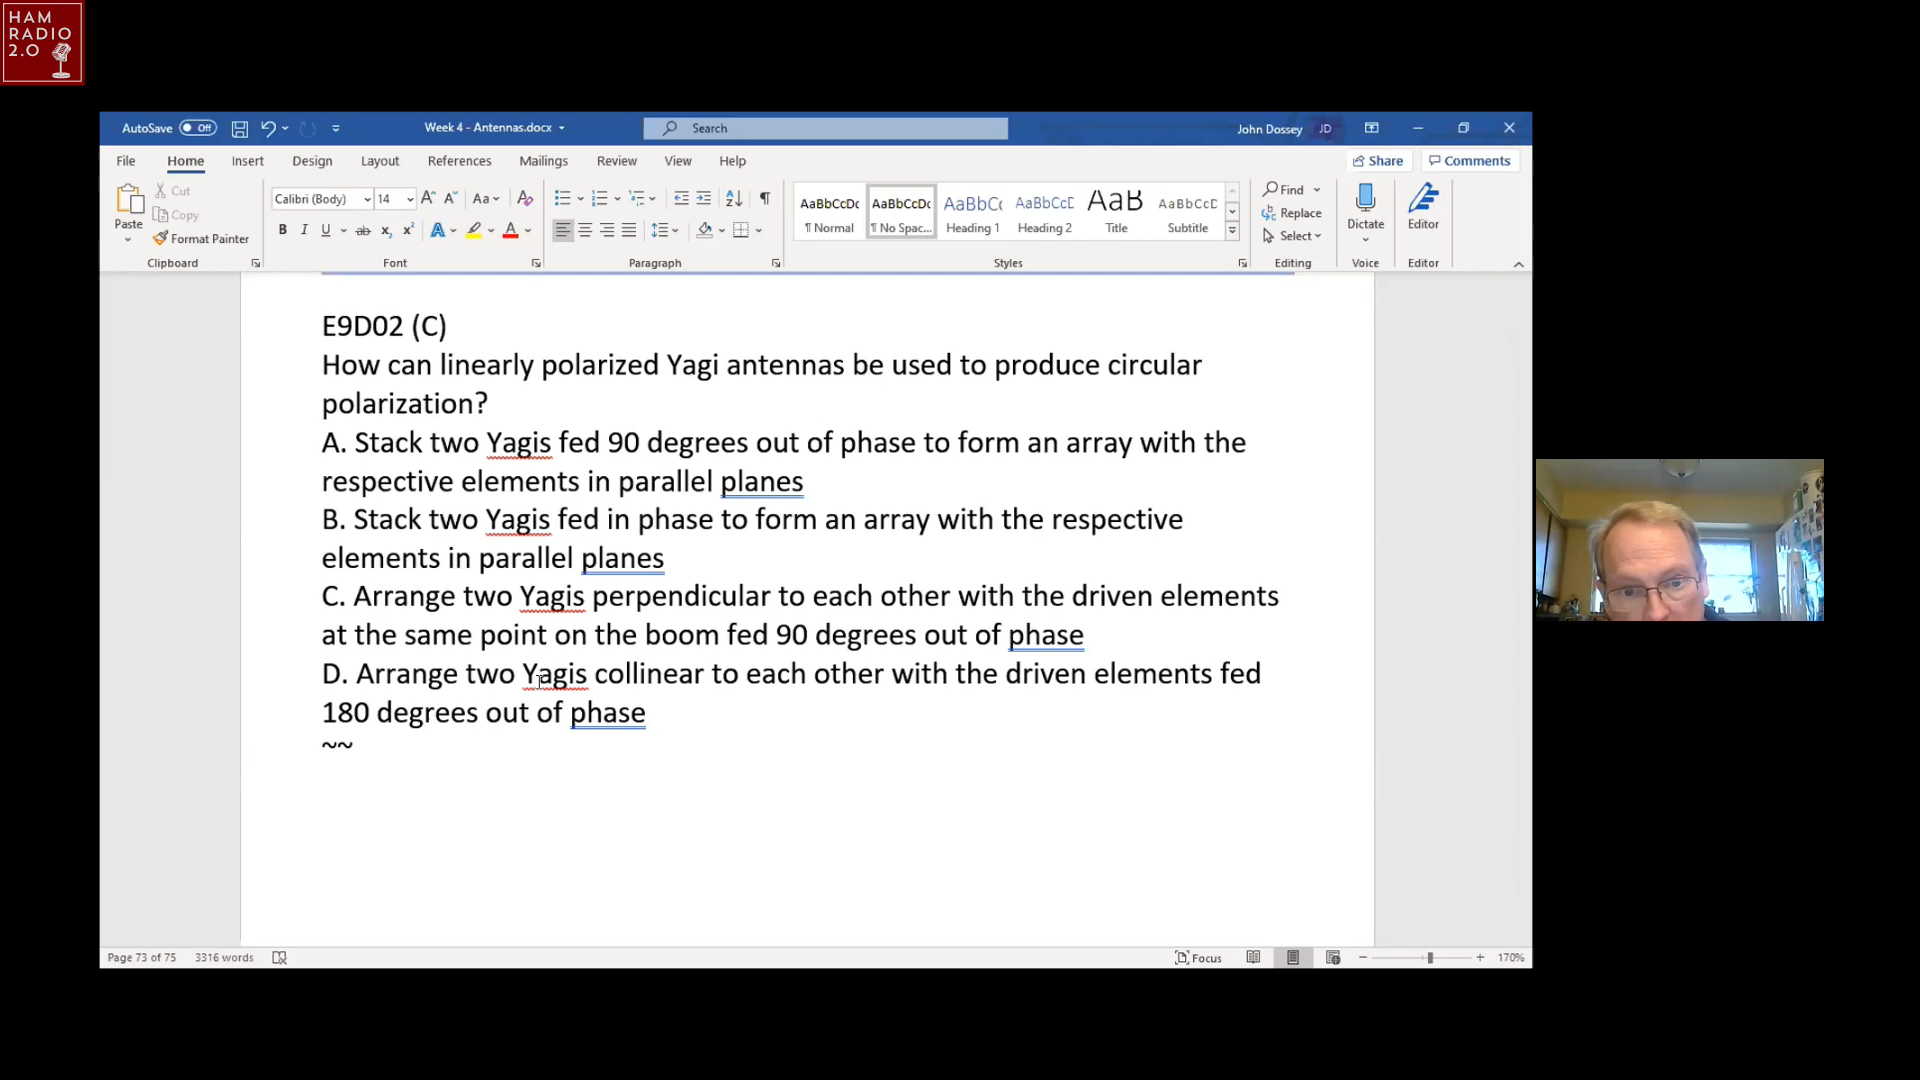 HAM
RADIO
2.0
AutoSave Off
Week 4 - Antennas.docx
Search
John Dossey JD
File Home Insert Design Layout References Mailings Review View Help
Share Comments
Paste
Cut
Copy
Format Painter
Clipboard
Calibri (Body) 14
Font
Paragraph
AaBbCcDc AaBbCcDc AaBbCc AaBbCcD AaB AaBbCcD
¶ Normal ¶ No Spac... Heading 1 Heading 2 Title Subtitle
Styles
Find
Replace
Select
Editing
Dictate
Voice
Editor
Editor
E9D02 (C)
How can linearly polarized Yagi antennas be used to produce circular
polarization?
A. Stack two Yagis fed 90 degrees out of phase to form an array with the
respective elements in parallel planes
B. Stack two Yagis fed in phase to form an array with the respective
elements in parallel planes
C. Arrange two Yagis perpendicular to each other with the driven elements
at the same point on the boom fed 90 degrees out of phase
D. Arrange two Yagis collinear to each other with the driven elements fed
180 degrees out of phase
~~
Page 73 of 75 3316 words
Focus
170%